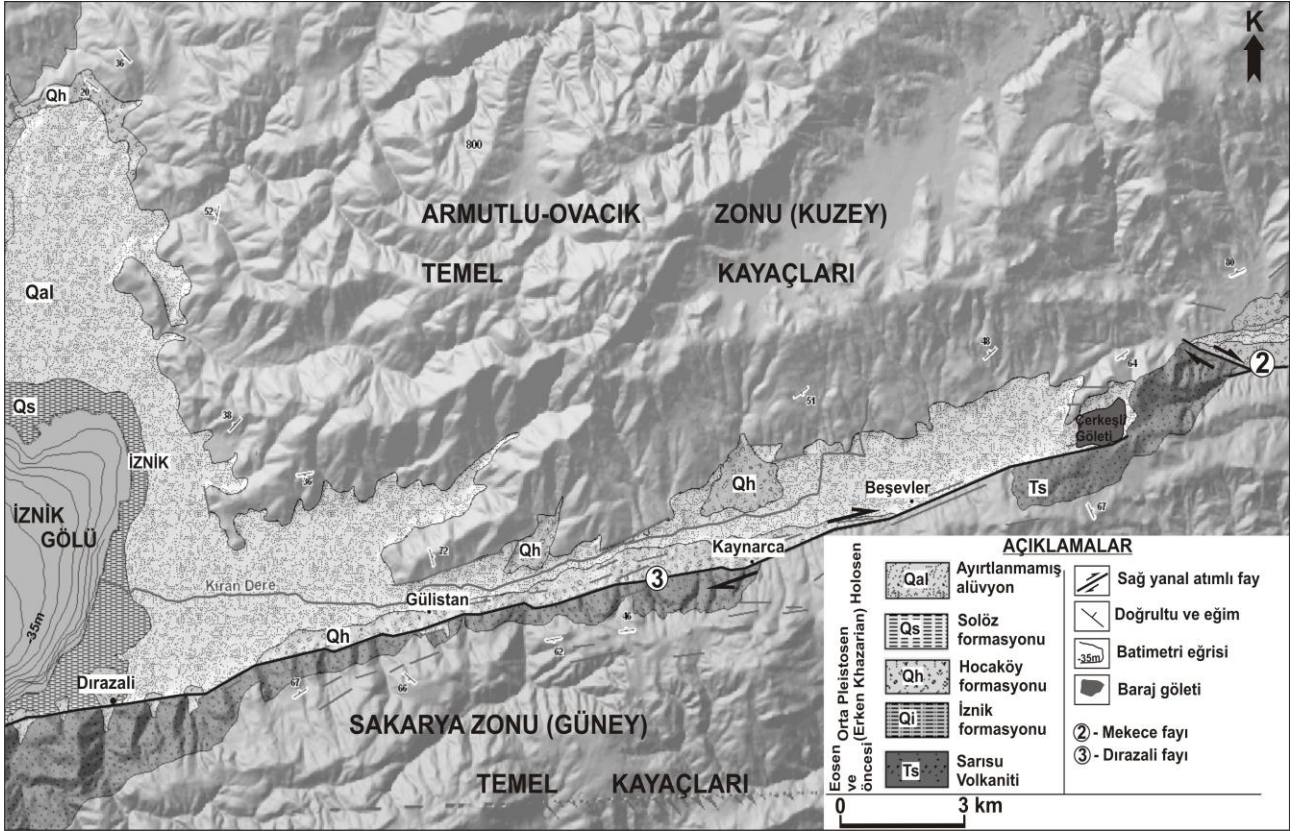 K
36
Qh
20
800
52
ARMUTLU-OVACIK ZONU (KUZEY)
TEMEL KAYAÇLARI
80
Qal
48
64
2
Qs
38
51
Çerkeşli
Göleti
İZNİK
36
Qh
Beşevler
Ts
67
İZNİK
GÖLÜ
72
Qh
Kaynarca
Kıran Dere
3
Gülistan
-35m
Qh
46
62
Dırazali
67
66
SAKARYA ZONU (GÜNEY)
TEMEL KAYAÇLARI
AÇIKLAMALAR
Holosen
Orta Pleistosen
(Erken Khazarian)
Eosen
ve
öncesi
Qal Ayırtlanmamış
alüvyon
Qs Solöz
formasyonu
Qh Hocaköy
formasyonu
Qi İznik
formasyonu
Ts Sarısu
Volkaniti
Sağ yanal atımlı fay
Doğrultu ve eğim
-35m Batimetri eğrisi
Baraj göleti
2 - Mekece fayı
3 - Dırazali fayı
0 3 km